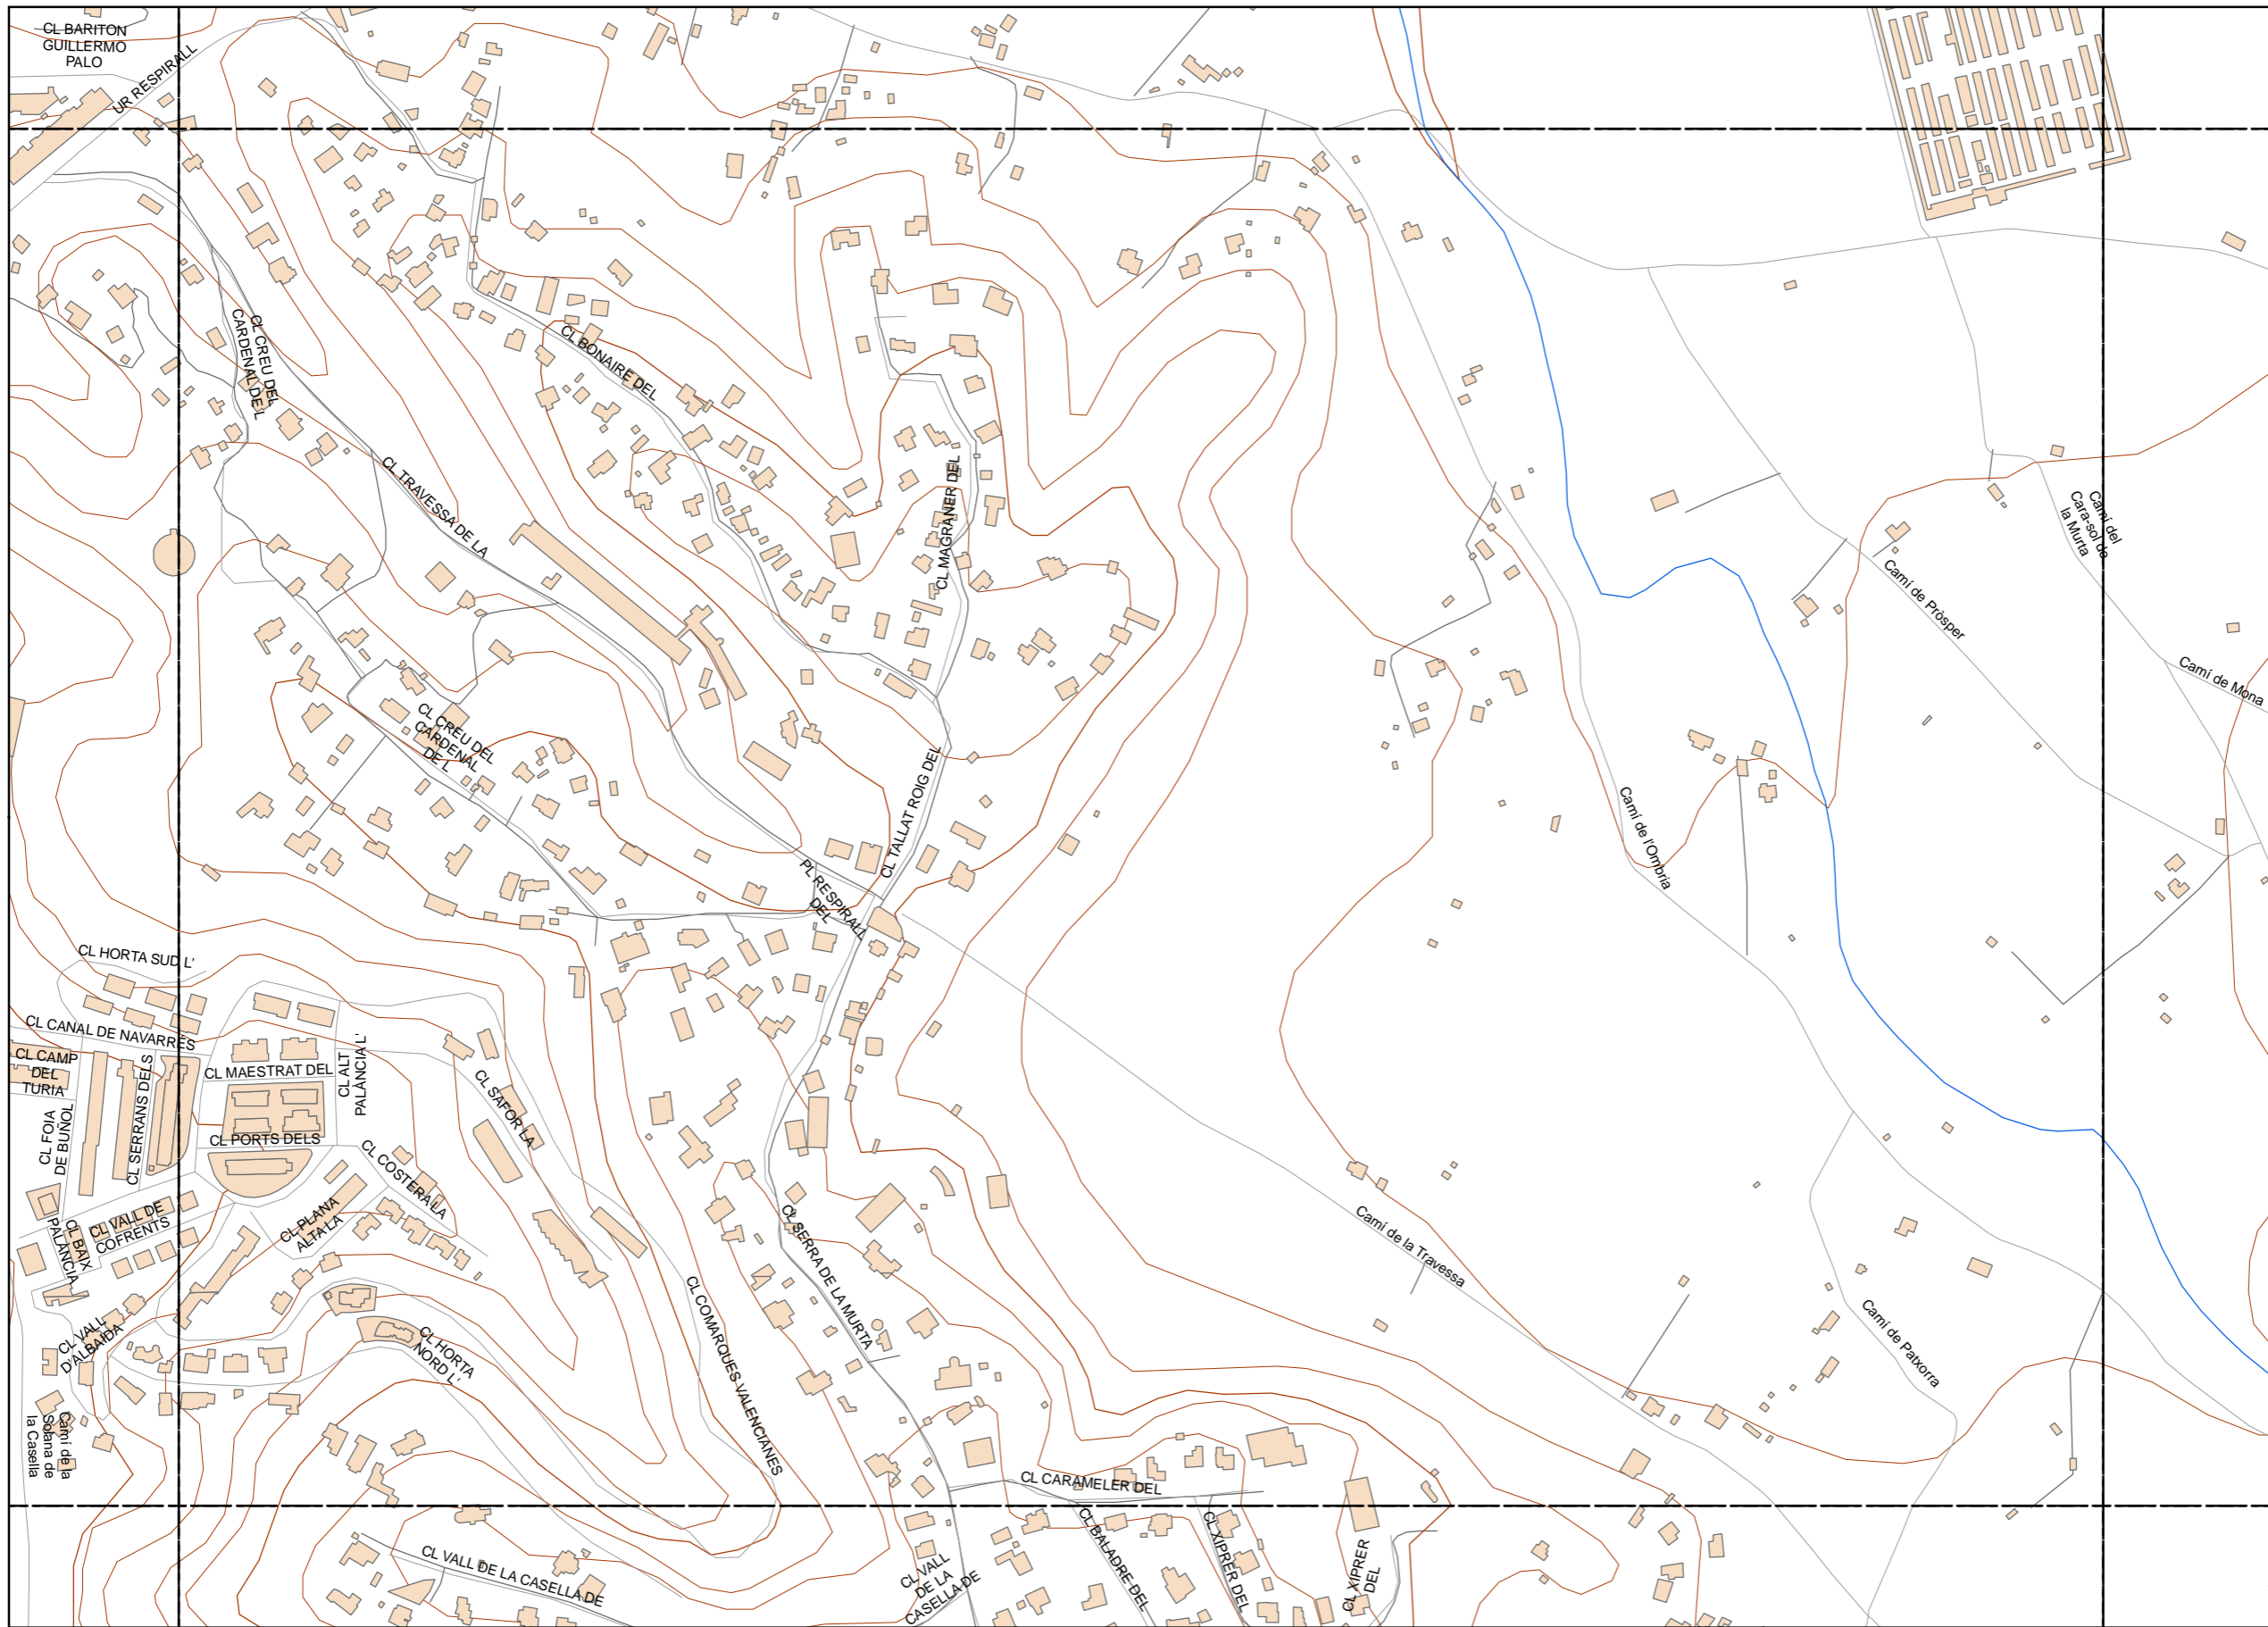 CL BARITON
GUILLERMO
PALO
UR RESPIRALL
CL CREU DEL
CARDENAL DE L
CL BONAIRE DEL
CL TRAVESSA DE LA
CL MAGRANER DEL
Camí del
Cara-sol de
la Murta
Camí de Pròsper
Camí de Mona
CL CREU DEL
CARDENAL
DE L
CL TALLAT ROIG DEL
PL RESPIRALL
DEL
Camí de l'Ombria
CL HORTA SUD L'
CL CANAL DE NAVARRÉS
CL CAMP
DEL
TURIA
CL FOIA
DE BUÑOL
CL SERRANS DELS
CL MAESTRAT DEL
CL ALT
PALÀNCIA L'
CL PORTS DELS
CL SAFOR LA
CL COSTERA LA
CL PLANA
ALTA LA
CL VALL DE
COFRENTS
CL BAIX
PALÀNCIA
CL VALL
D'ALBAIDA
CL HORTA
NORD L'
Camí de la
Solana de
la Casella
CL COMARQUES VALENCIANES
CL SERRA DE LA MURTA
Camí de la Travessa
Camí de Patxorra
CL CARAMELER DEL
CL VALL DE LA CASELLA DE
CL VALL
DE LA
CASELLA DE
CL BALADRE DEL
CL XIPRER DEL
CL XIPRER
DEL